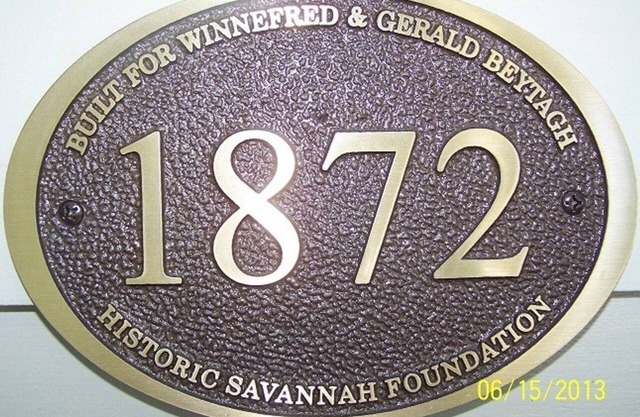 BUILT FOR WINNEFRED & GERALD BEYTAGH
1872
HISTORIC SAVANNAH FOUNDATION
06/15/2013